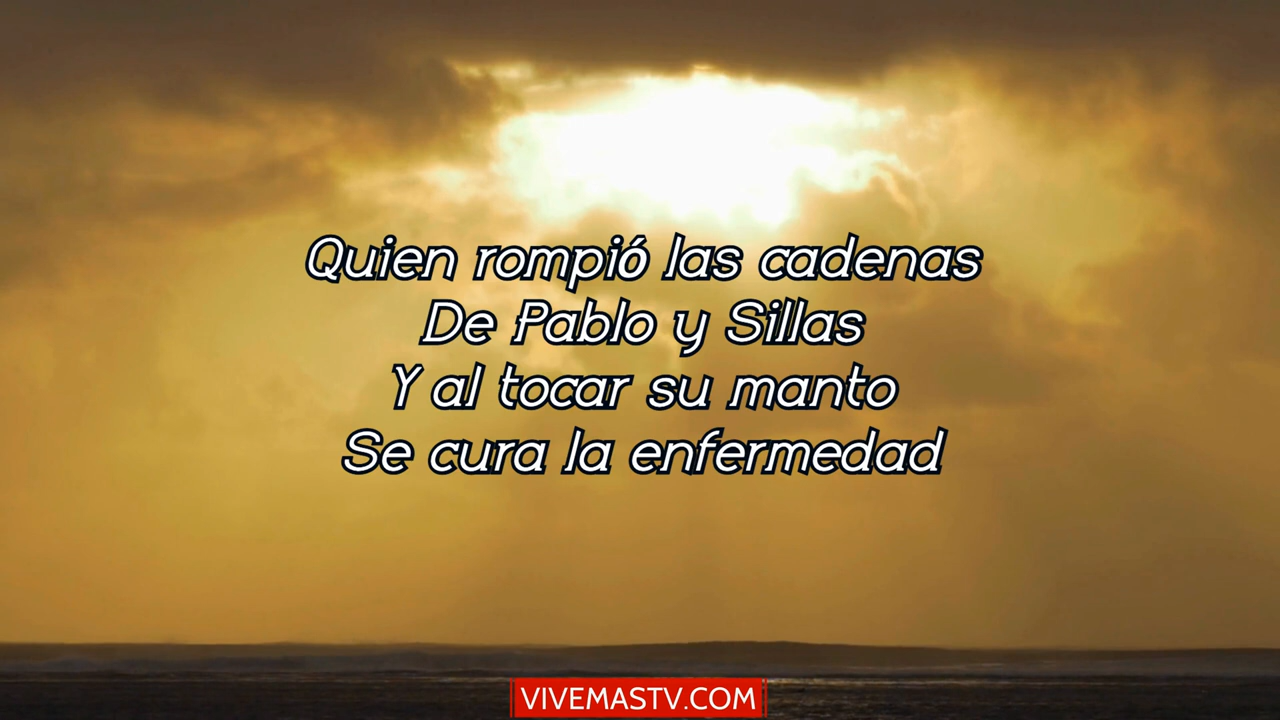 Quien rompió las cadenas
De Pablo y Sillas
Y al tocar su manto
Se cura la enfermedad
VIVEMASTV.COM